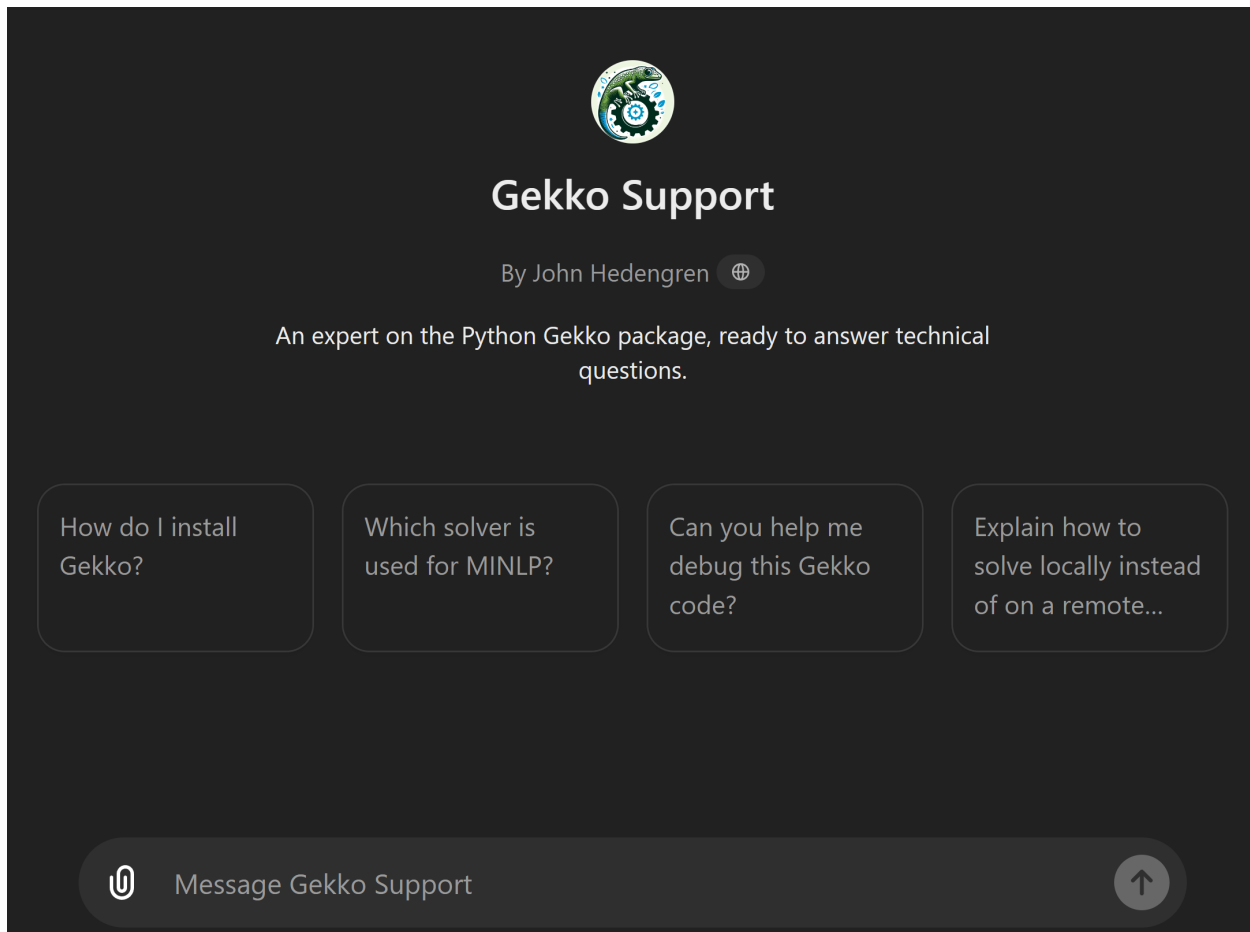 Gekko Support
By John Hedengren
An expert on the Python Gekko package, ready to answer technical
questions.
How do I install
Gekko?
Which solver is
used for MINLP?
Can you help me
debug this Gekko
code?
Explain how to
solve locally instead
of on a remote...
Message Gekko Support